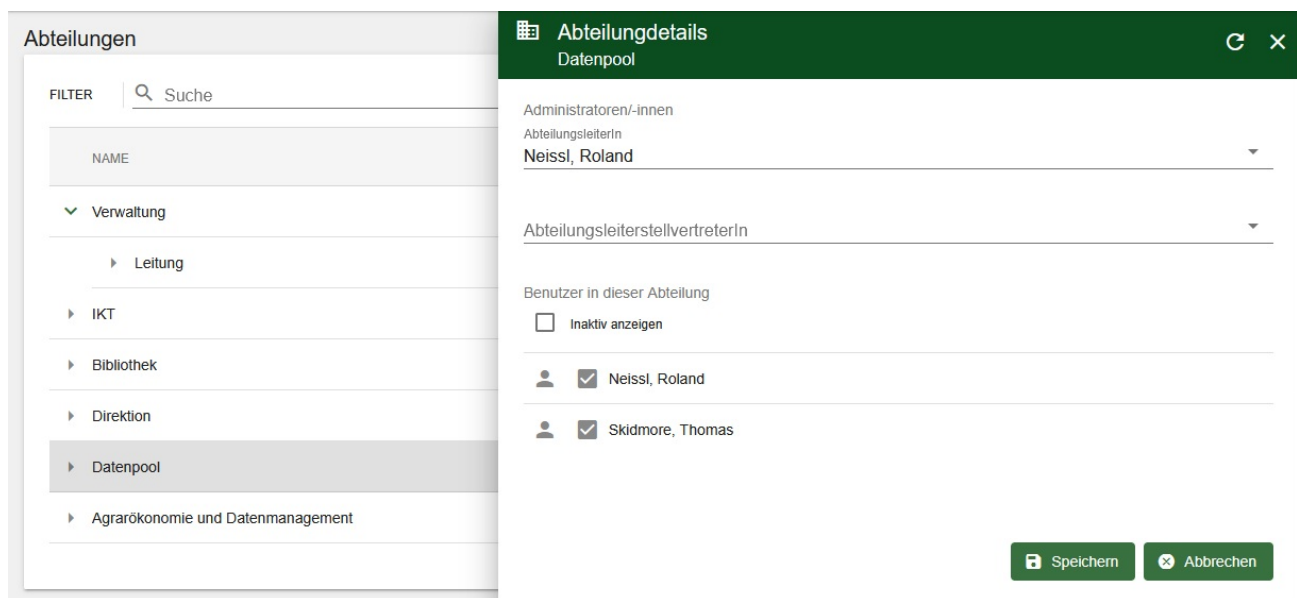 Abteilungen
FILTER
Suche
NAME
Verwaltung
Leitung
IKT
Bibliothek
Direktion
Datenpool
Agrarökonomie und Datenmanagement
Abteilungdetails
Datenpool
Administratoren/-innen
AbteilungsleiterIn
Neissl, Roland
AbteilungsleiterstellvertreterIn
Benutzer in dieser Abteilung
Inaktiv anzeigen
Neissl, Roland
Skidmore, Thomas
Speichern
Abbrechen